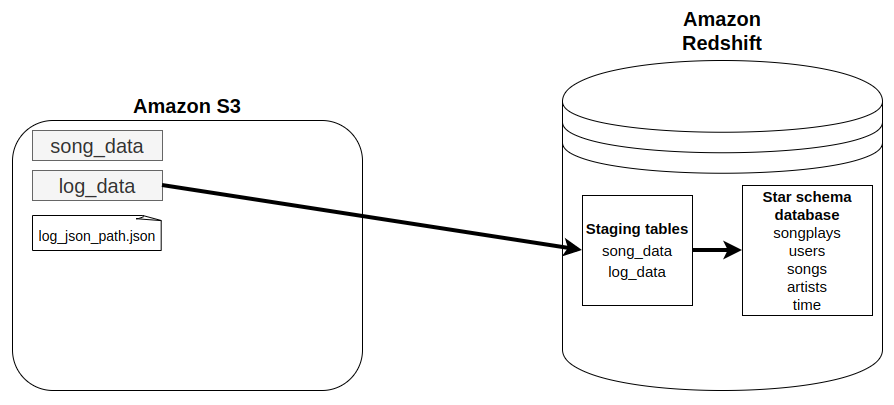 Amazon S3
song_data
log_data
log_json_path.json
Amazon
Redshift
Staging tables
song_data
log_data
Star schema
database
songplays
users
songs
artists
time